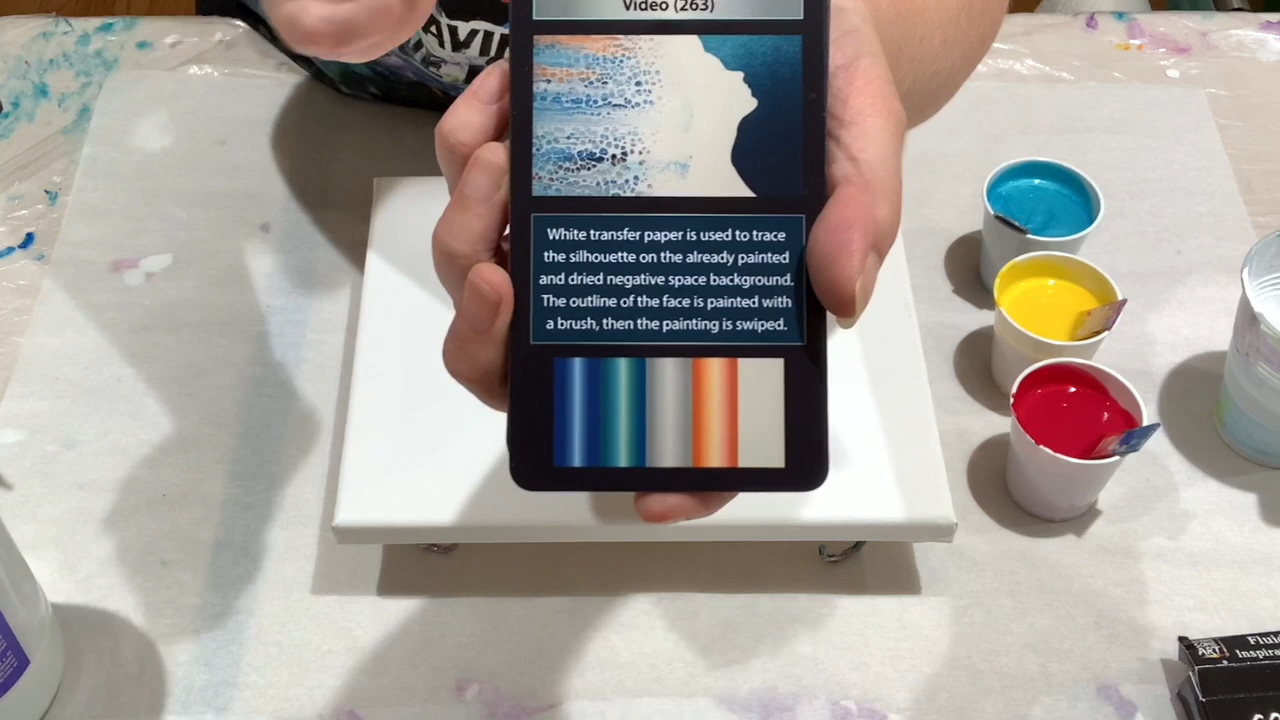 Video (263)
White transfer paper is used to trace
the silhouette on the already painted
and dried negative space background.
The outline of the face is painted with
a brush, then the painting is swiped.
ART